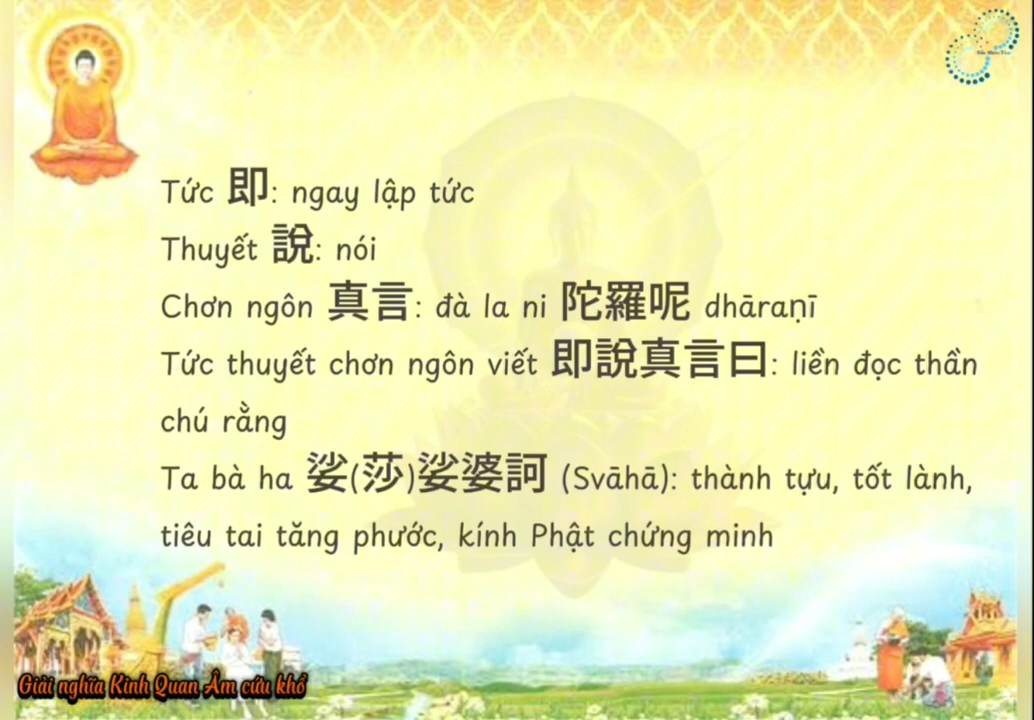 Tức 即: ngay lập tức
Thuyết 說: nói
Chơn ngôn 真言: đà la ni 陀羅呢 dhāraṇī
Tức thuyết chơn ngôn viết 即說真言曰: liền đọc thần
chú rằng
Ta bà ha 娑(莎)娑婆訶 (Svāhā): thành tựu, tốt lành,
tiêu tai tăng phước, kính Phật chứng minh
Giải nghĩa Kinh Quan Âm cứu khổ